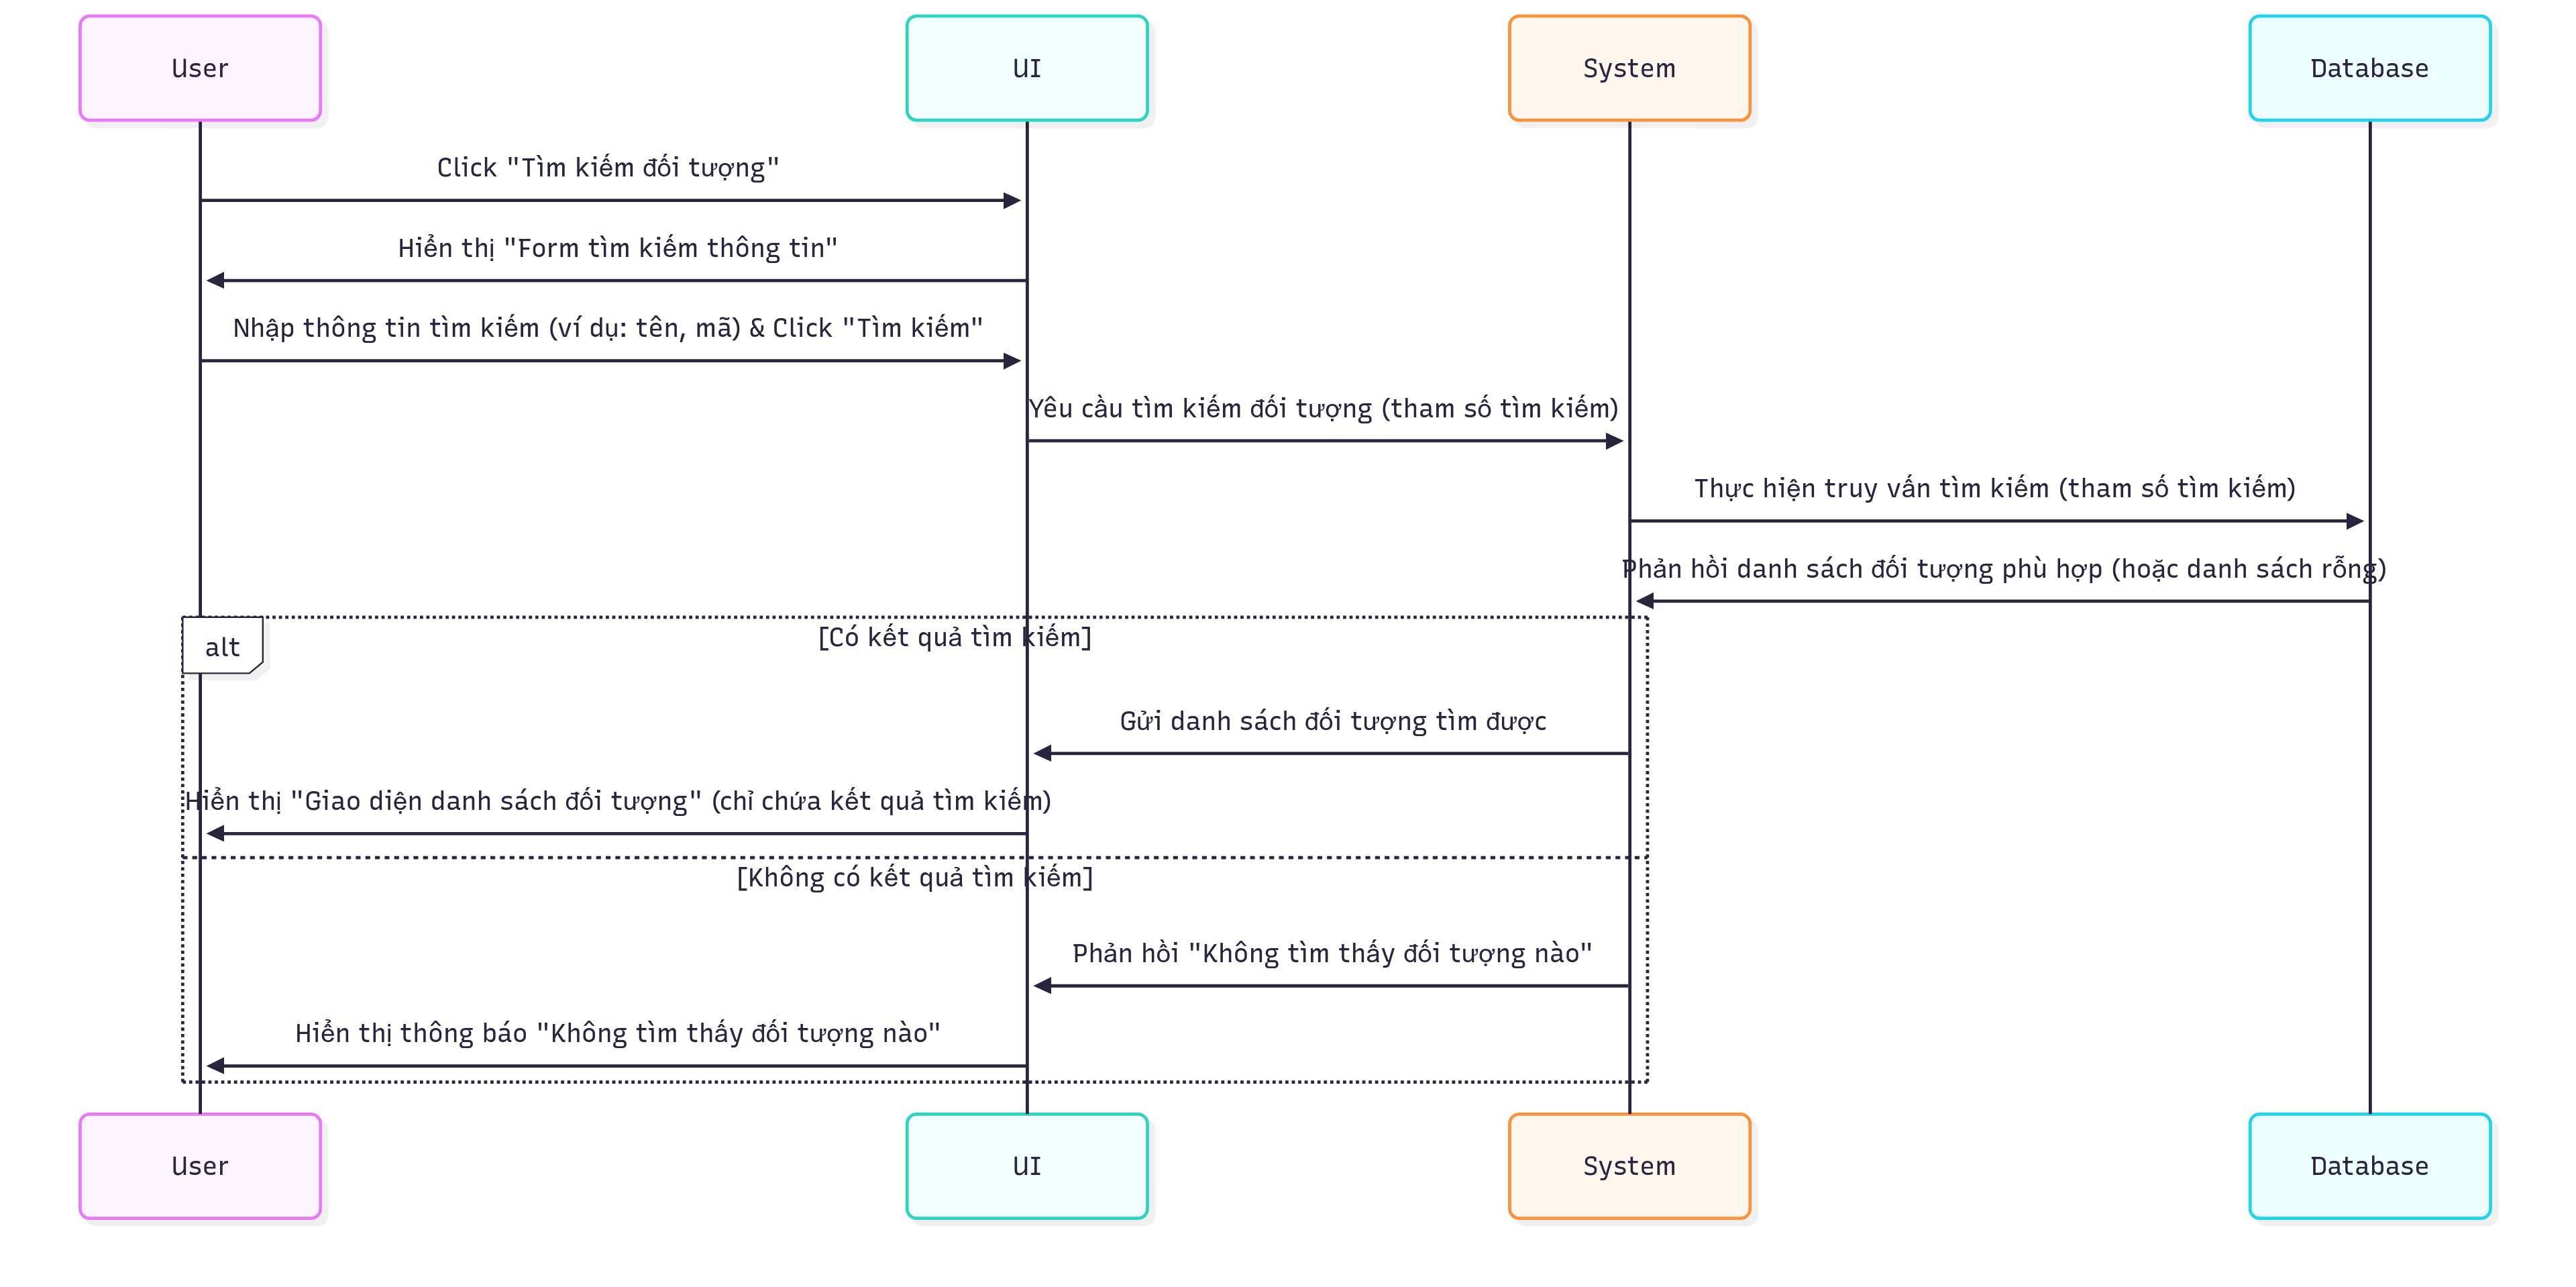 User
UI
System
Database
Click "Tìm kiếm đối tượng"
Hiển thị "Form tìm kiếm thông tin"
Nhập thông tin tìm kiếm (ví dụ: tên, mã) & Click "Tìm kiếm"
Yêu cầu tìm kiếm đối tượng (tham số tìm kiếm)
Thực hiện truy vấn tìm kiếm (tham số tìm kiếm)
Phản hồi danh sách đối tượng phù hợp (hoặc danh sách rỗng)
alt
[Có kết quả tìm kiếm]
Gửi danh sách đối tượng tìm được
Hiển thị "Giao diện danh sách đối tượng" (chỉ chứa kết quả tìm kiếm)
[Không có kết quả tìm kiếm]
Phản hồi "Không tìm thấy đối tượng nào"
Hiển thị thông báo "Không tìm thấy đối tượng nào"
User
UI
System
Database